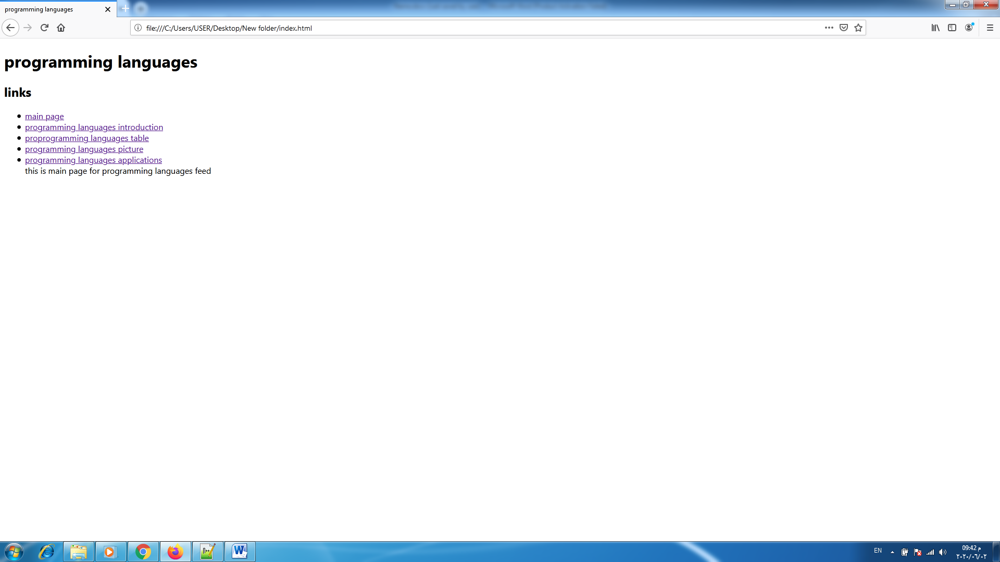 programming languages
file:///C:/Users/USER/Desktop/New folder/index.html
programming languages
links
main page
programming languages introduction
proprogramming languages table
programming languages picture
programming languages applications
this is main page for programming languages feed
EN
09:42 م
٢٠٢٠/٠٦/٠٢